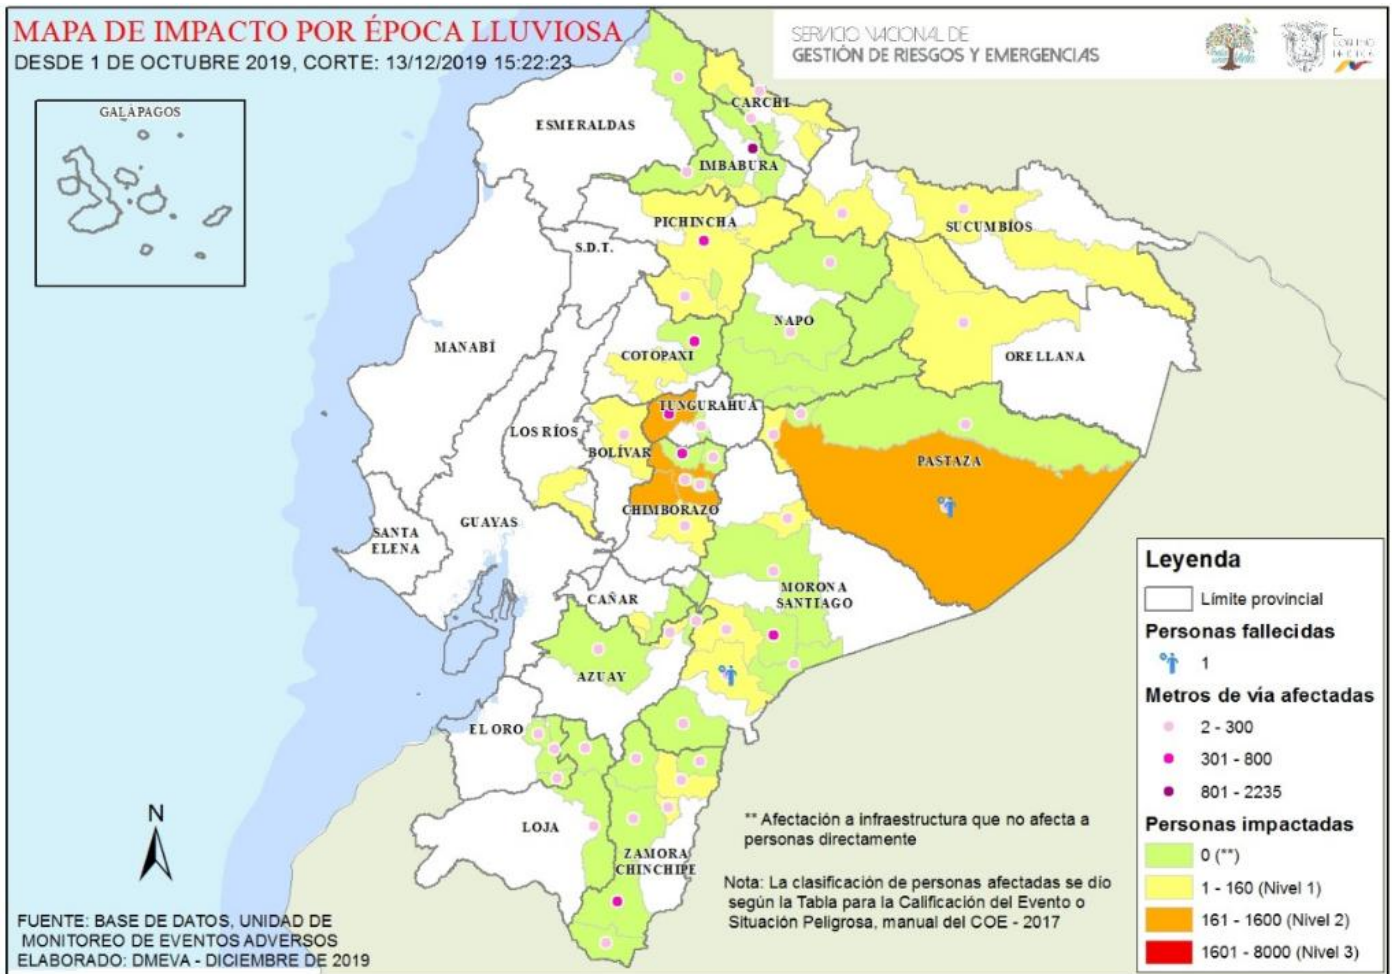 MAPA DE IMPACTO POR ÉPOCA LLUVIOSA
DESDE 1 DE OCTUBRE 2019, CORTE: 13/12/2019 15:22:23
SERVICIO NACIONAL DE
GESTIÓN DE RIESGOS Y EMERGENCIAS
GALÁPAGOS
CARCHI
ESMERALDAS
IMBABURA
PICHINCHA
SUCUMBÍOS
S.D.T.
NAPO
MANABÍ
COTOPAXI
ORELLANA
TUNGURAHUA
LOS RÍOS
BOLÍVAR
PASTAZA
CHIMBORAZO
GUAYAS
SANTA
ELENA
CAÑAR
MORONA
SANTIAGO
AZUAY
EL ORO
LOJA
ZAMORA
CHINCHIPE
N
** Afectación a infraestructura que no afecta a
personas directamente
Nota: La clasificación de personas afectadas se dío
según la Tabla para la Calificación del Evento o
Situación Peligrosa, manual del COE - 2017
FUENTE: BASE DE DATOS, UNIDAD DE
MONITOREO DE EVENTOS ADVERSOS
ELABORADO: DMEVA - DICIEMBRE DE 2019
Leyenda
Límite provincial
Personas fallecidas
1
Metros de vía afectadas
2 - 300
301 - 800
801 - 2235
Personas impactadas
0 (**)
1 - 160 (Nivel 1)
161 - 1600 (Nivel 2)
1601 - 8000 (Nivel 3)